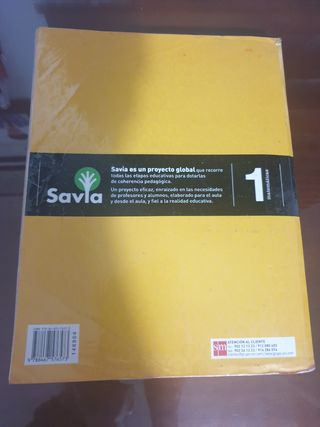 Savia es un proyecto global que recorre
todas las etapas educativas para dotarlas
de coherencia pedagógica.
Un proyecto eficaz, enraizado en las necesidades
de profesores y alumnos, elaborado para el aula
y desde el aula, y fiel a la realidad educativa.
Savia
1
matemáticas
sm
ATENCIÓN AL CLIENTE